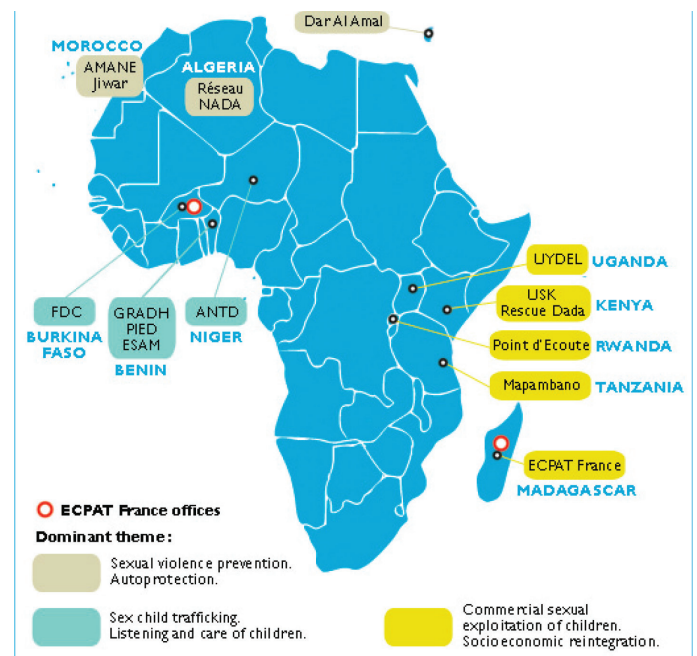 Dar Al Amal
MOROCCO
AMANE
Jiwar
ALGERIA
Réseau
NADA
FDC
BURKINA
FASO
GRADH
PIED
ESAM
BENIN
ANTD
NIGER
UYDEL
UGANDA
USK
Rescue Dada
KENYA
Point d'Ecoute
RWANDA
Mapambano
TANZANIA
ECPAT France
MADAGASCAR
ECPAT France offices
Dominant theme:
Sexual violence prevention.
Autoprotection.
Sex child trafficking.
Listening and care of children.
Commercial sexual
exploitation of children.
Socioeconomic reintegration.